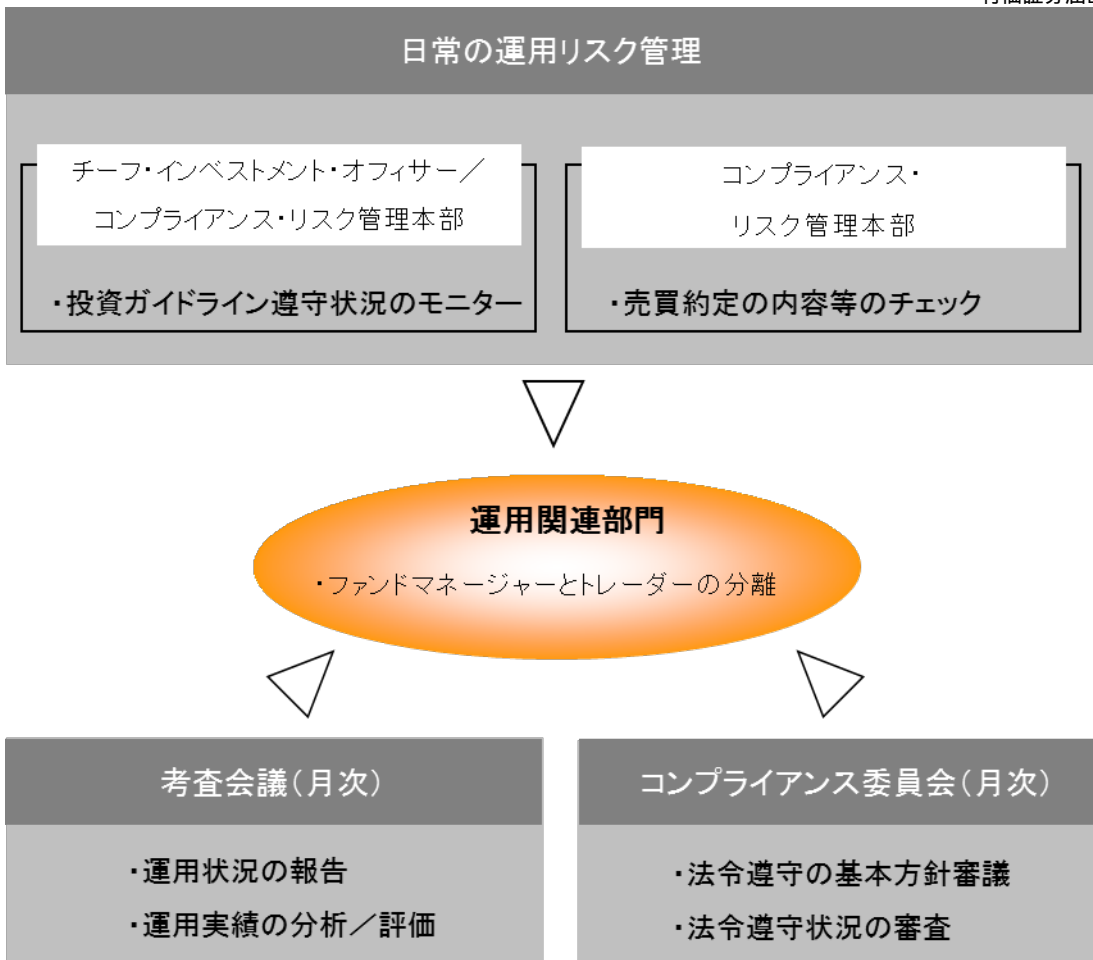 日常の運用リスク管理
チーフ・インベストメント・オフィサー／
コンプライアンス・リスク管理本部
・投資ガイドライン遵守状況のモニター
コンプライアンス・
リスク管理本部
・売買約定の内容等のチェック
運用関連部門
・ファンドマネージャーとトレーダーの分離
考査会議（月次）
・運用状況の報告
・運用実績の分析／評価
コンプライアンス委員会（月次）
・法令遵守の基本方針審議
・法令遵守状況の審査